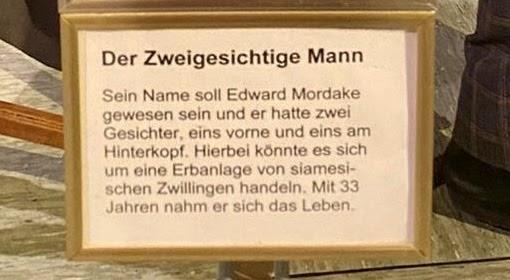 Der Zweigesichtige Mann
Sein Name soll Edward Mordake
gewesen sein und er hatte zwei
Gesichter, eins vorne und eins am
Hinterkopf. Hierbei könnte es sich
um eine Erbanlage von siamesi-
schen Zwillingen handeln. Mit 33
Jahren nahm er sich das Leben.